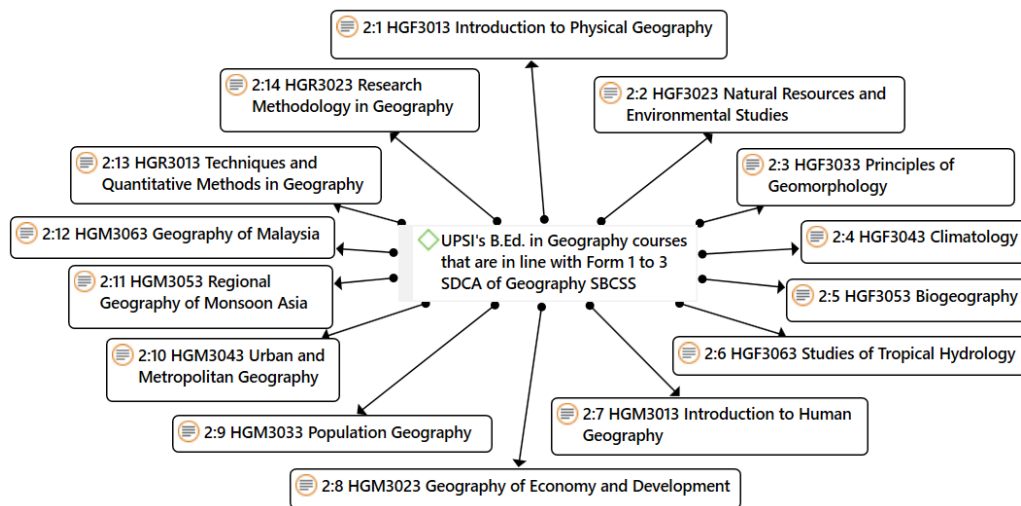 2:1 HGF3013 Introduction to Physical Geography
2:14 HGR3023 Research
Methodology in Geography
2:2 HGF3023 Natural Resources and
Environmental Studies
2:13 HGR3013 Techniques and
Quantitative Methods in Geography
2:3 HGF3033 Principles of
Geomorphology
2:12 HGM3063 Geography of Malaysia
UPSI's B.Ed. in Geography courses
that are in line with Form 1 to 3
SDCA of Geography SBCSS
2:4 HGF3043 Climatology
2:11 HGM3053 Regional
Geography of Monsoon Asia
2:5 HGF3053 Biogeography
2:10 HGM3043 Urban and
Metropolitan Geography
2:6 HGF3063 Studies of Tropical Hydrology
2:9 HGM3033 Population Geography
2:7 HGM3013 Introduction to Human
Geography
2:8 HGM3023 Geography of Economy and Development